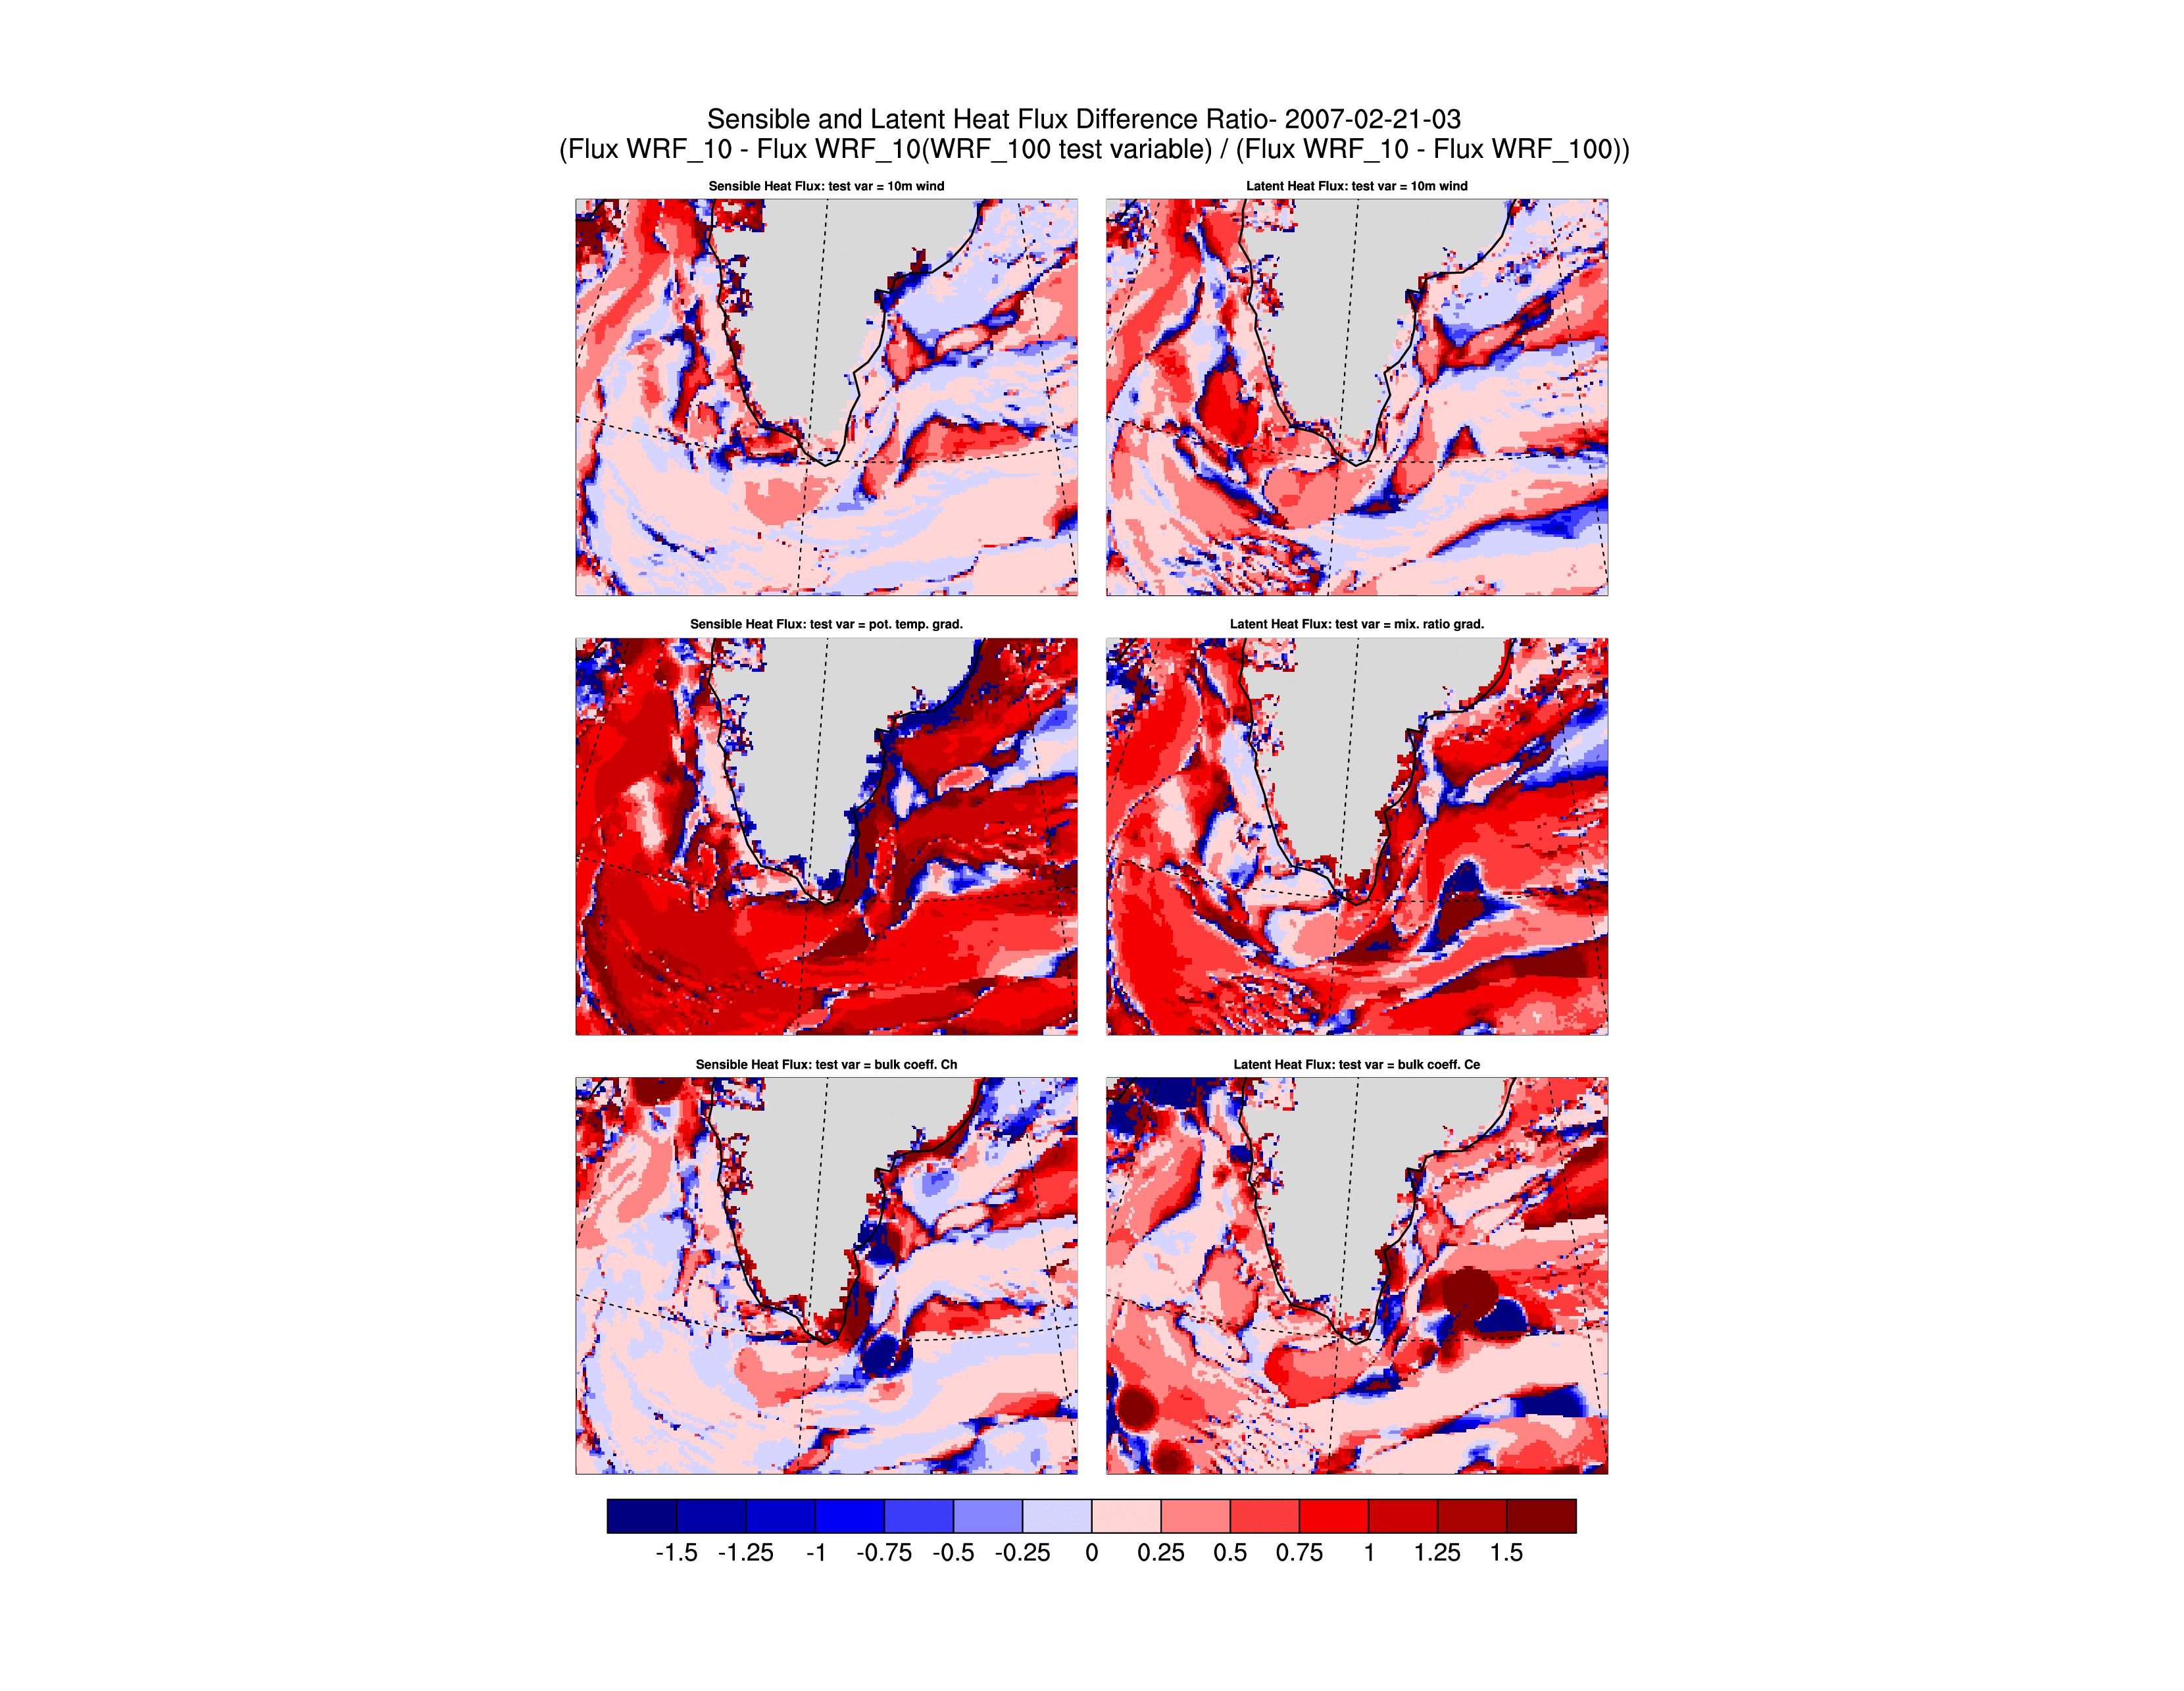 Sensible and Latent Heat Flux Difference Ratio- 2007-02-21-03
(Flux WRF_10 - Flux WRF_10(WRF_100 test variable) / (Flux WRF_10 - Flux WRF_100))
Sensible Heat Flux: test var = 10m wind
Latent Heat Flux: test var = 10m wind
Sensible Heat Flux: test var = pot. temp. grad.
Latent Heat Flux: test var = mix. ratio grad.
Sensible Heat Flux: test var = bulk coeff. Ch
Latent Heat Flux: test var = bulk coeff. Ce
-1.5 -1.25 -1 -0.75 -0.5 -0.25 0 0.25 0.5 0.75 1 1.25 1.5